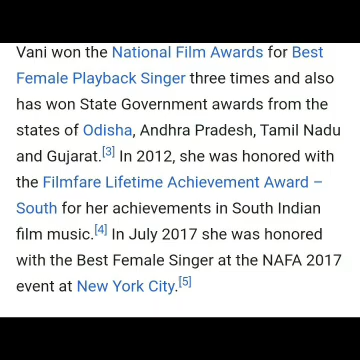 Vani won the National Film Awards for Best
Female Playback Singer three times and also
has won State Government awards from the
states of Odisha, Andhra Pradesh, Tamil Nadu
and Gujarat.[3] In 2012, she was honored with
the Filmfare Lifetime Achievement Award –
South for her achievements in South Indian
film music.[4] In July 2017 she was honored
with the Best Female Singer at the NAFA 2017
event at New York City.[5]